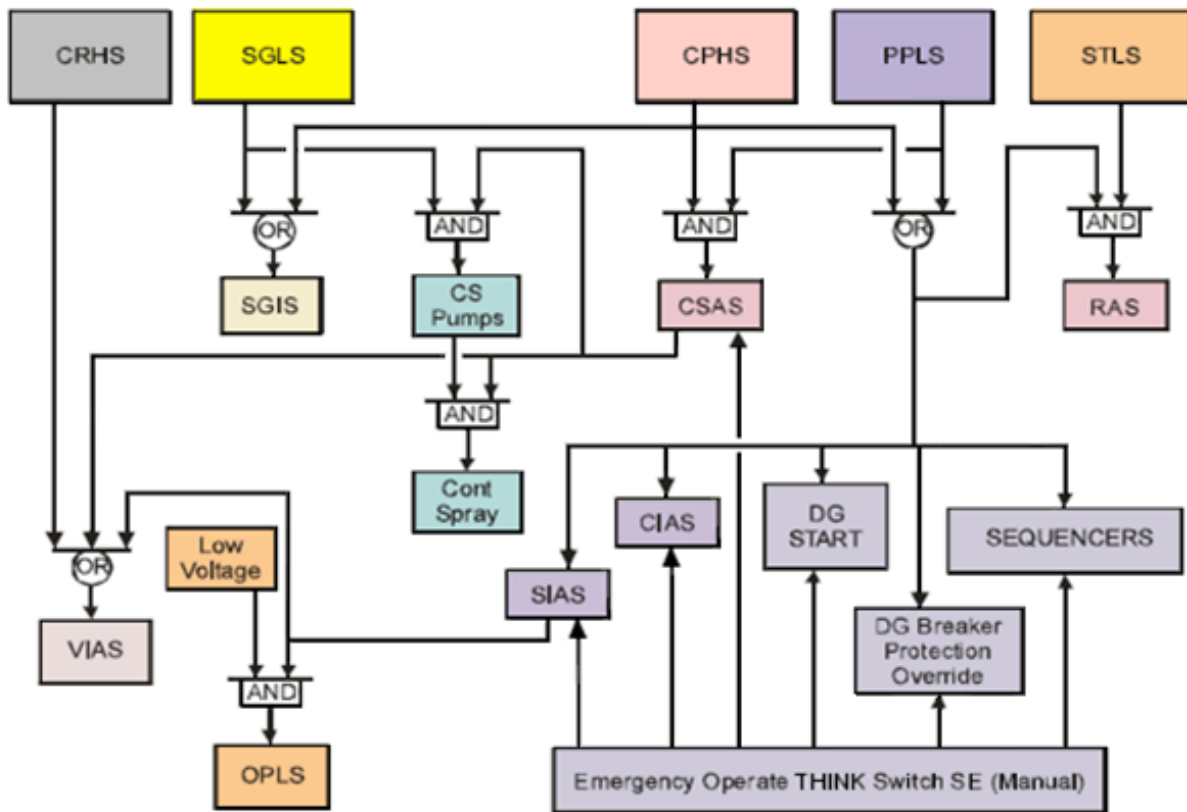 CRHS
SGLS
CPHS
PPLS
STLS
OR
AND
AND
OR
AND
SGIS
CS
Pumps
CSAS
RAS
AND
Cont
Spray
CIAS
DG
START
SEQUENCERS
Low
Voltage
OR
SIAS
VIAS
DG Breaker
Protection
Override
AND
OPLS
Emergency Operate THINK Switch SE (Manual)